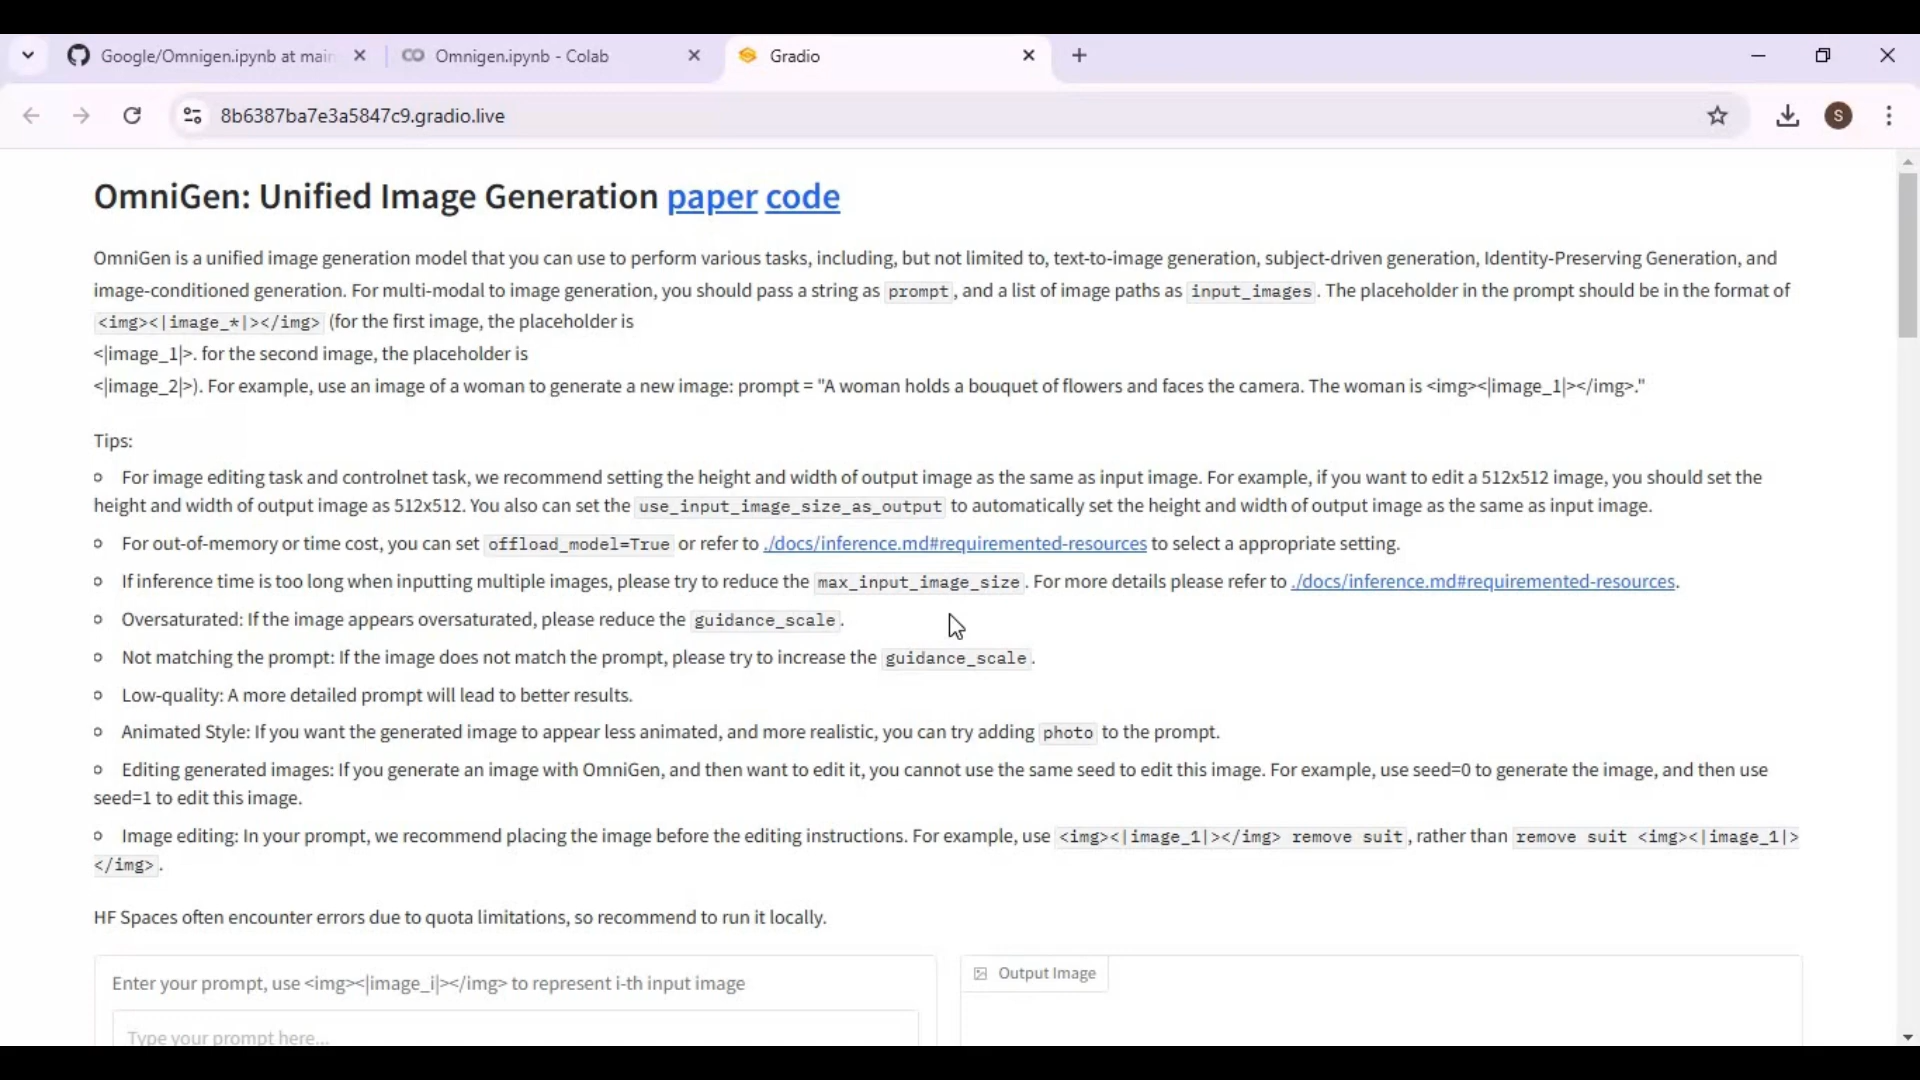 Google/Omnigen.ipynb at main
Omnigen.ipynb - Colab
Gradio
8b6387ba7e3a5847c9.gradio.live
S
OmniGen: Unified Image Generation paper code
OmniGen is a unified image generation model that you can use to perform various tasks, including, but not limited to, text-to-image generation, subject-driven generation, Identity-Preserving Generation, and
image-conditioned generation. For multi-modal to image generation, you should pass a string as prompt, and a list of image paths as input_images. The placeholder in the prompt should be in the format of
<img><|image_*|></img> (for the first image, the placeholder is
<|image_1|>. for the second image, the placeholder is
<|image_2|>). For example, use an image of a woman to generate a new image: prompt = "A woman holds a bouquet of flowers and faces the camera. The woman is <img><|image_1|></img>."
Tips:
For image editing task and controlnet task, we recommend setting the height and width of output image as the same as input image. For example, if you want to edit a 512x512 image, you should set the
height and width of output image as 512x512. You also can set the use_input_image_size_as_output to automatically set the height and width of output image as the same as input image.
For out-of-memory or time cost, you can set offload_model=True or refer to ./docs/inference.md#requiremented-resources to select a appropriate setting.
If inference time is too long when inputting multiple images, please try to reduce the max_input_image_size. For more details please refer to ./docs/inference.md#requiremented-resources.
Oversaturated: If the image appears oversaturated, please reduce the guidance_scale.
Not matching the prompt: If the image does not match the prompt, please try to increase the guidance_scale.
Low-quality: A more detailed prompt will lead to better results.
Animated Style: If you want the generated image to appear less animated, and more realistic, you can try adding photo to the prompt.
Editing generated images: If you generate an image with OmniGen, and then want to edit it, you cannot use the same seed to edit this image. For example, use seed=0 to generate the image, and then use
seed=1 to edit this image.
Image editing: In your prompt, we recommend placing the image before the editing instructions. For example, use <img><|image_1|></img> remove suit, rather than remove suit <img><|image_1|>
</img>.
HF Spaces often encounter errors due to quota limitations, so recommend to run it locally.
Enter your prompt, use <img><|image_i|></img> to represent i-th input image
Output Image
Type your prompt here...